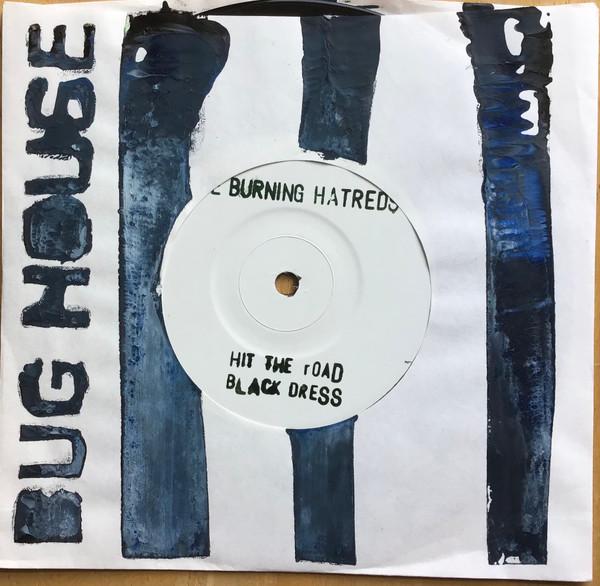 BUG HOUSE
BURNING HATREDS
HIT THE rOAD
BLACK DRESS